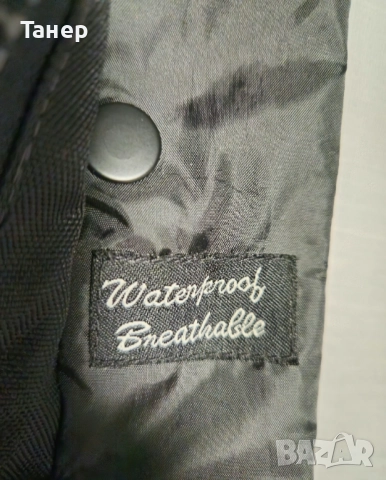 Танер
Waterproof
Breathable
bazar